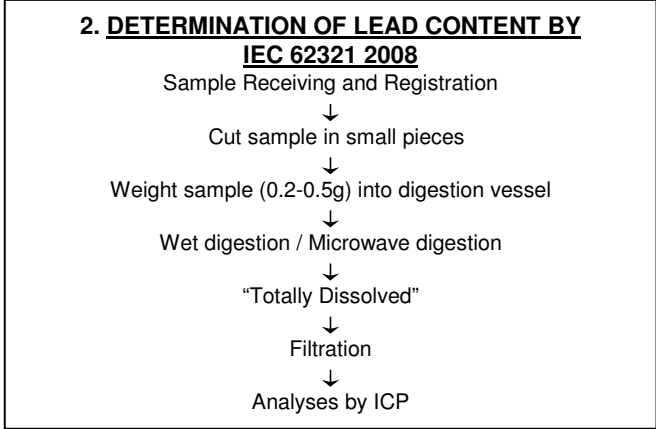 2. DETERMINATION OF LEAD CONTENT BY
IEC 62321 2008
Sample Receiving and Registration
↓
Cut sample in small pieces
↓
Weight sample (0.2-0.5g) into digestion vessel
↓
Wet digestion / Microwave digestion
↓
“Totally Dissolved”
↓
Filtration
↓
Analyses by ICP